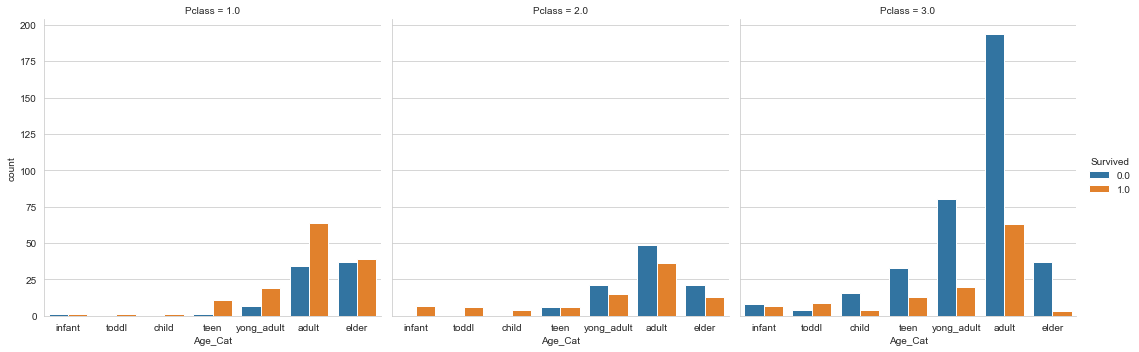 Pclass = 1.0 Pclass = 2.0 Pclass = 3.0
200
175
150
125
100
75
50
25
0
count
infant toddl child teen yong_adult adult elder
Age_Cat
infant toddl child teen yong_adult adult elder
Age_Cat
infant toddl child teen yong_adult adult elder
Age_Cat
Survived
0.0
1.0